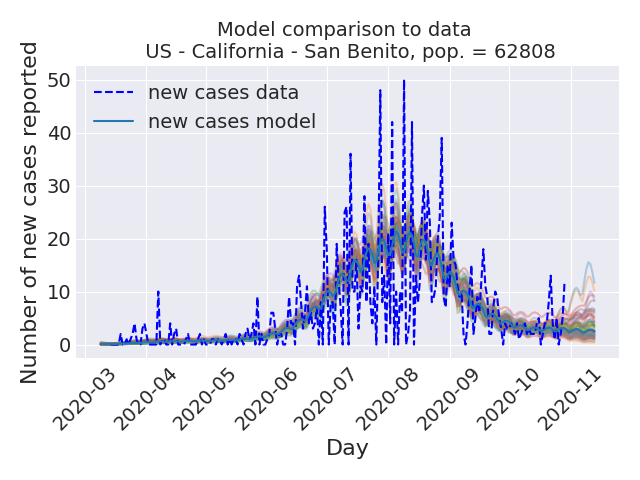 Model comparison to data
US - California - San Benito, pop. = 62808
Number of new cases reported
50
40
30
20
10
0
new cases data
new cases model
2020-03
2020-04
2020-05
2020-06
2020-07
2020-08
2020-09
2020-10
2020-11
Day